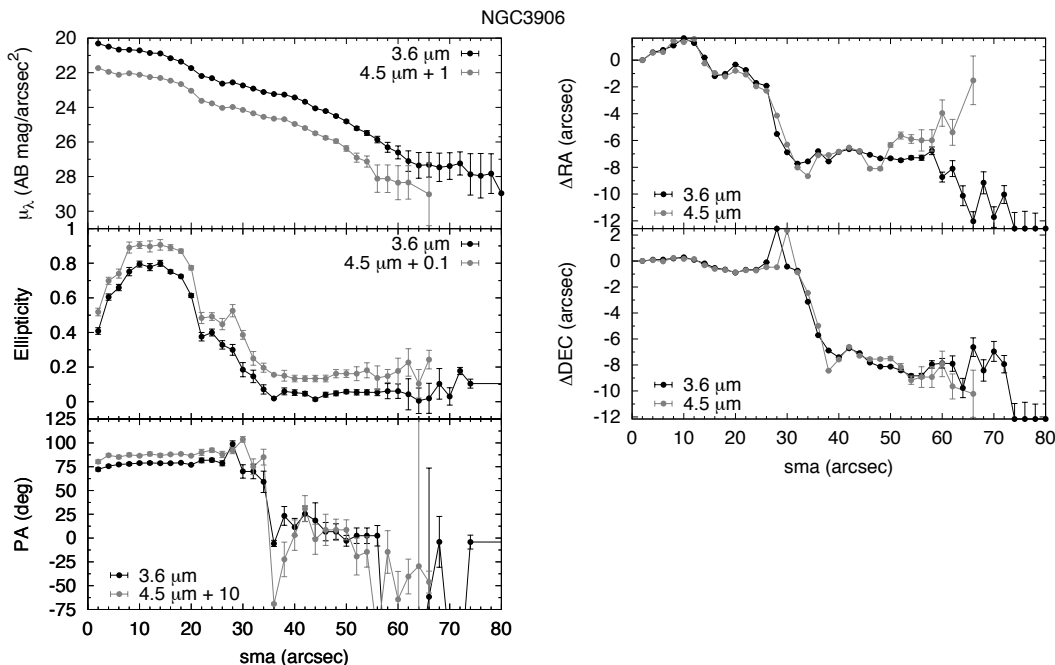 NGC3906
20
22
24
26
28
30
μλ (AB mag/arcsec²)
3.6 μm
4.5 μm + 1
1
0.8
0.6
0.4
0.2
0
Ellipticity
3.6 μm
4.5 μm + 0.1
125
100
75
50
25
0
-25
-50
-75
PA (deg)
3.6 μm
4.5 μm + 10
0 10 20 30 40 50 60 70 80
sma (arcsec)
0
-2
-4
-6
-8
-10
-12
ΔRA (arcsec)
3.6 μm
4.5 μm
2
0
-2
-4
-6
-8
-10
-12
ΔDEC (arcsec)
3.6 μm
4.5 μm
0 10 20 30 40 50 60 70 80
sma (arcsec)